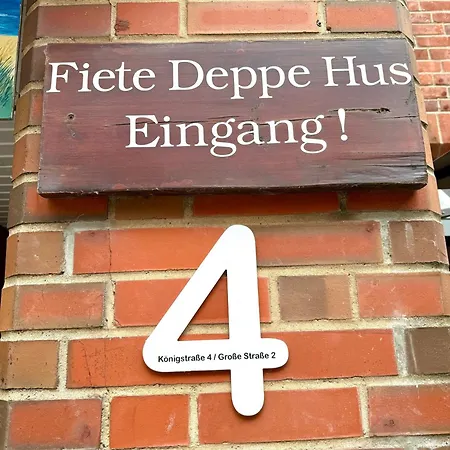 Fiete Deppe Hus
Eingang !
4
Königstraße 4 / Große Straße 2